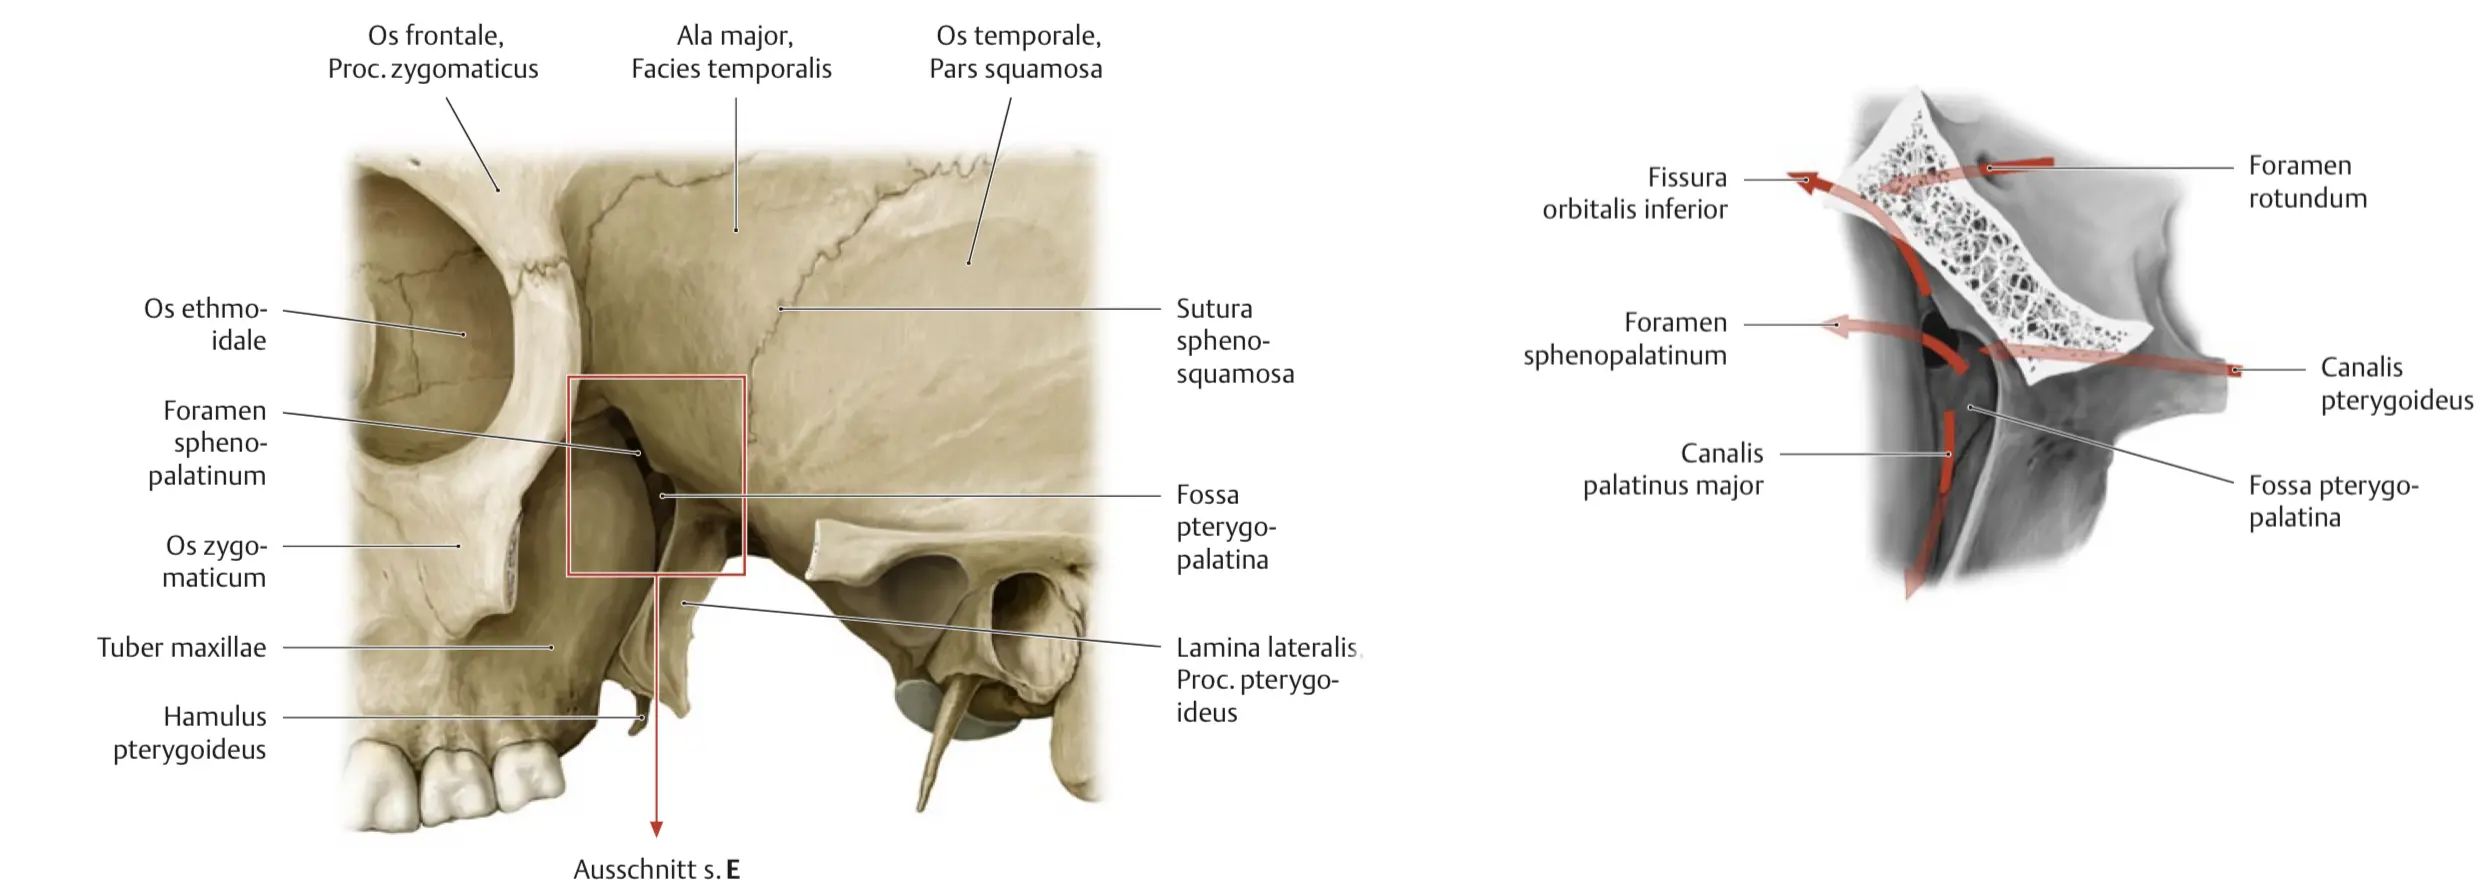 Os frontale,
Proc. zygomaticus
Ala major,
Facies temporalis
Os temporale,
Pars squamosa
Os ethmo-
idale
Foramen
spheno-
palatinum
Os zygo-
maticum
Tuber maxillae
Hamulus
pterygoideus
Sutura
spheno-
squamosa
Fossa
pterygo-
palatina
Lamina lateralis,
Proc. pterygo-
ideus
Ausschnitt s. E
Fissura
orbitalis inferior
Foramen
sphenopalatinum
Canalis
palatinus major
Foramen
rotundum
Canalis
pterygoideus
Fossa pterygo-
palatina